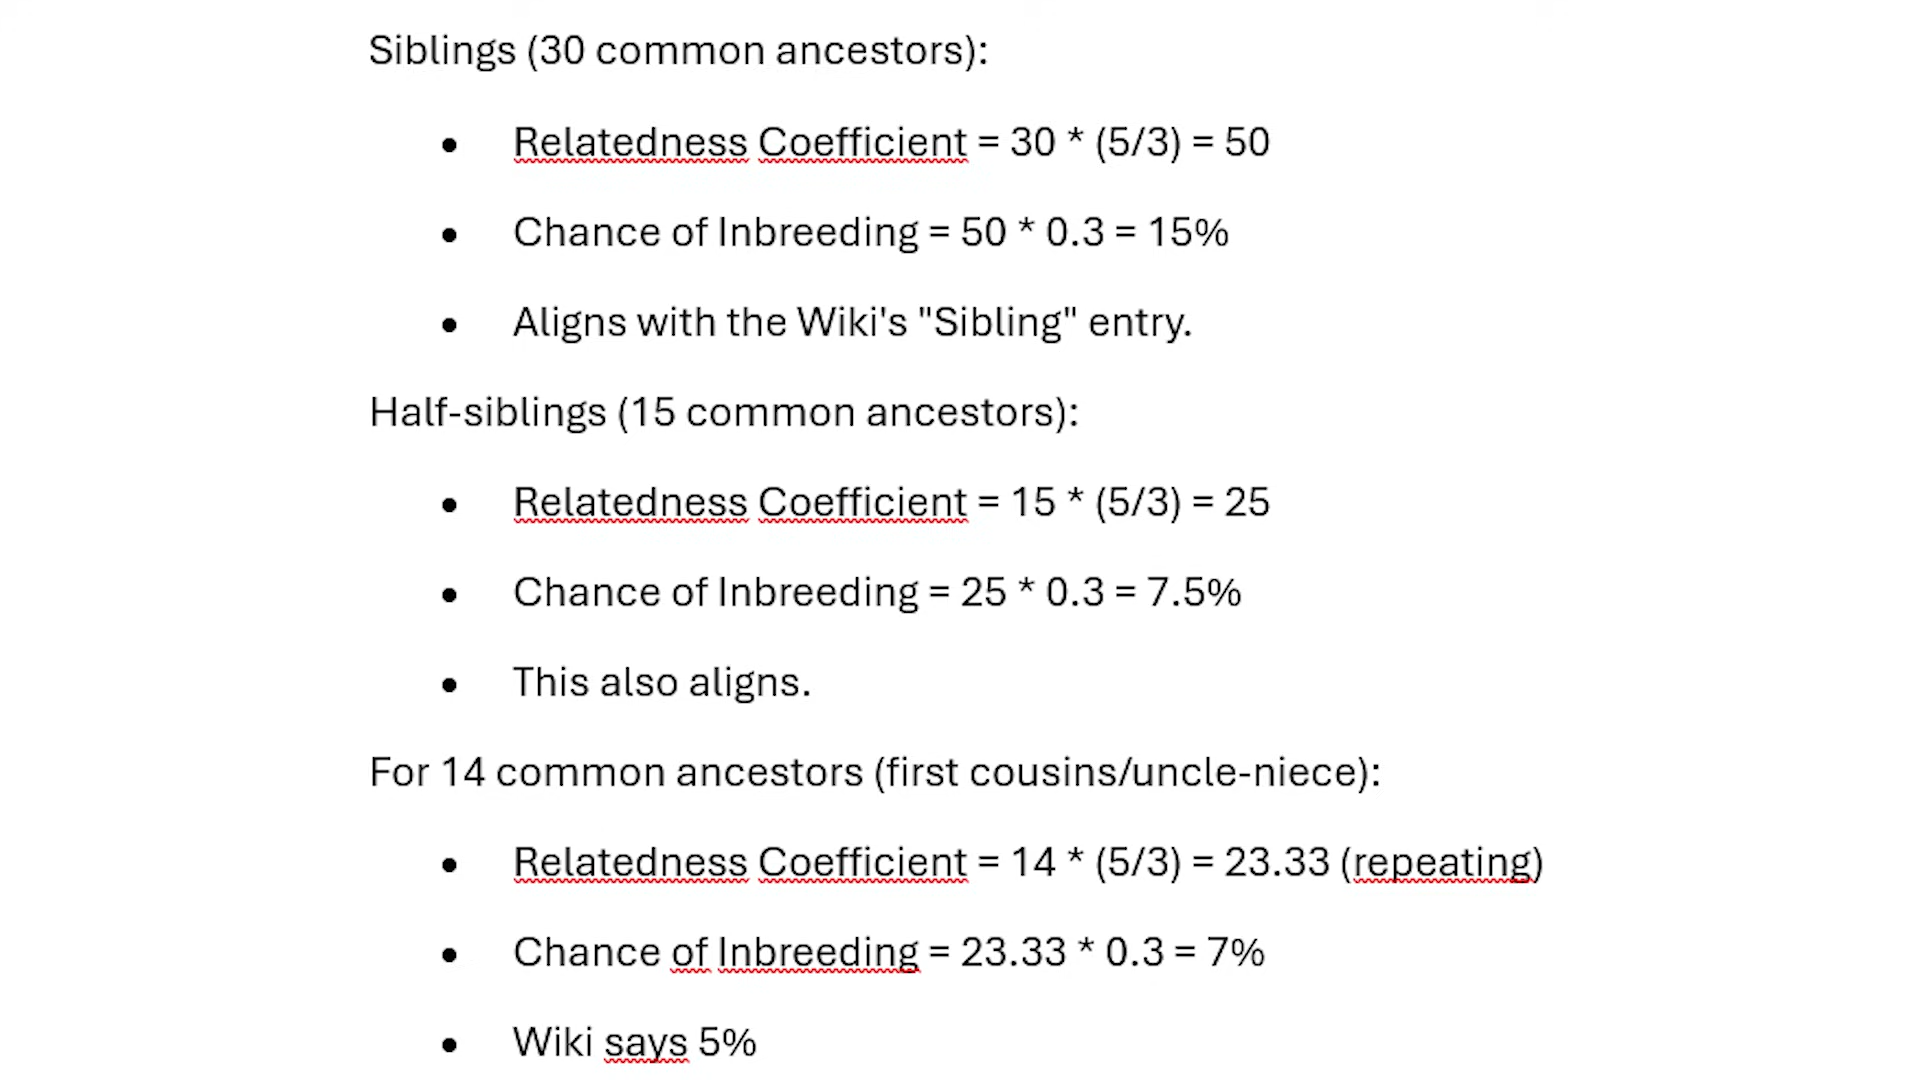 Siblings (30 common ancestors):
• Relatedness Coefficient = 30 * (5/3) = 50
• Chance of Inbreeding = 50 * 0.3 = 15%
• Aligns with the Wiki's "Sibling" entry.
Half-siblings (15 common ancestors):
• Relatedness Coefficient = 15 * (5/3) = 25
• Chance of Inbreeding = 25 * 0.3 = 7.5%
• This also aligns.
For 14 common ancestors (first cousins/uncle-niece):
• Relatedness Coefficient = 14 * (5/3) = 23.33 (repeating)
• Chance of Inbreeding = 23.33 * 0.3 = 7%
• Wiki says 5%